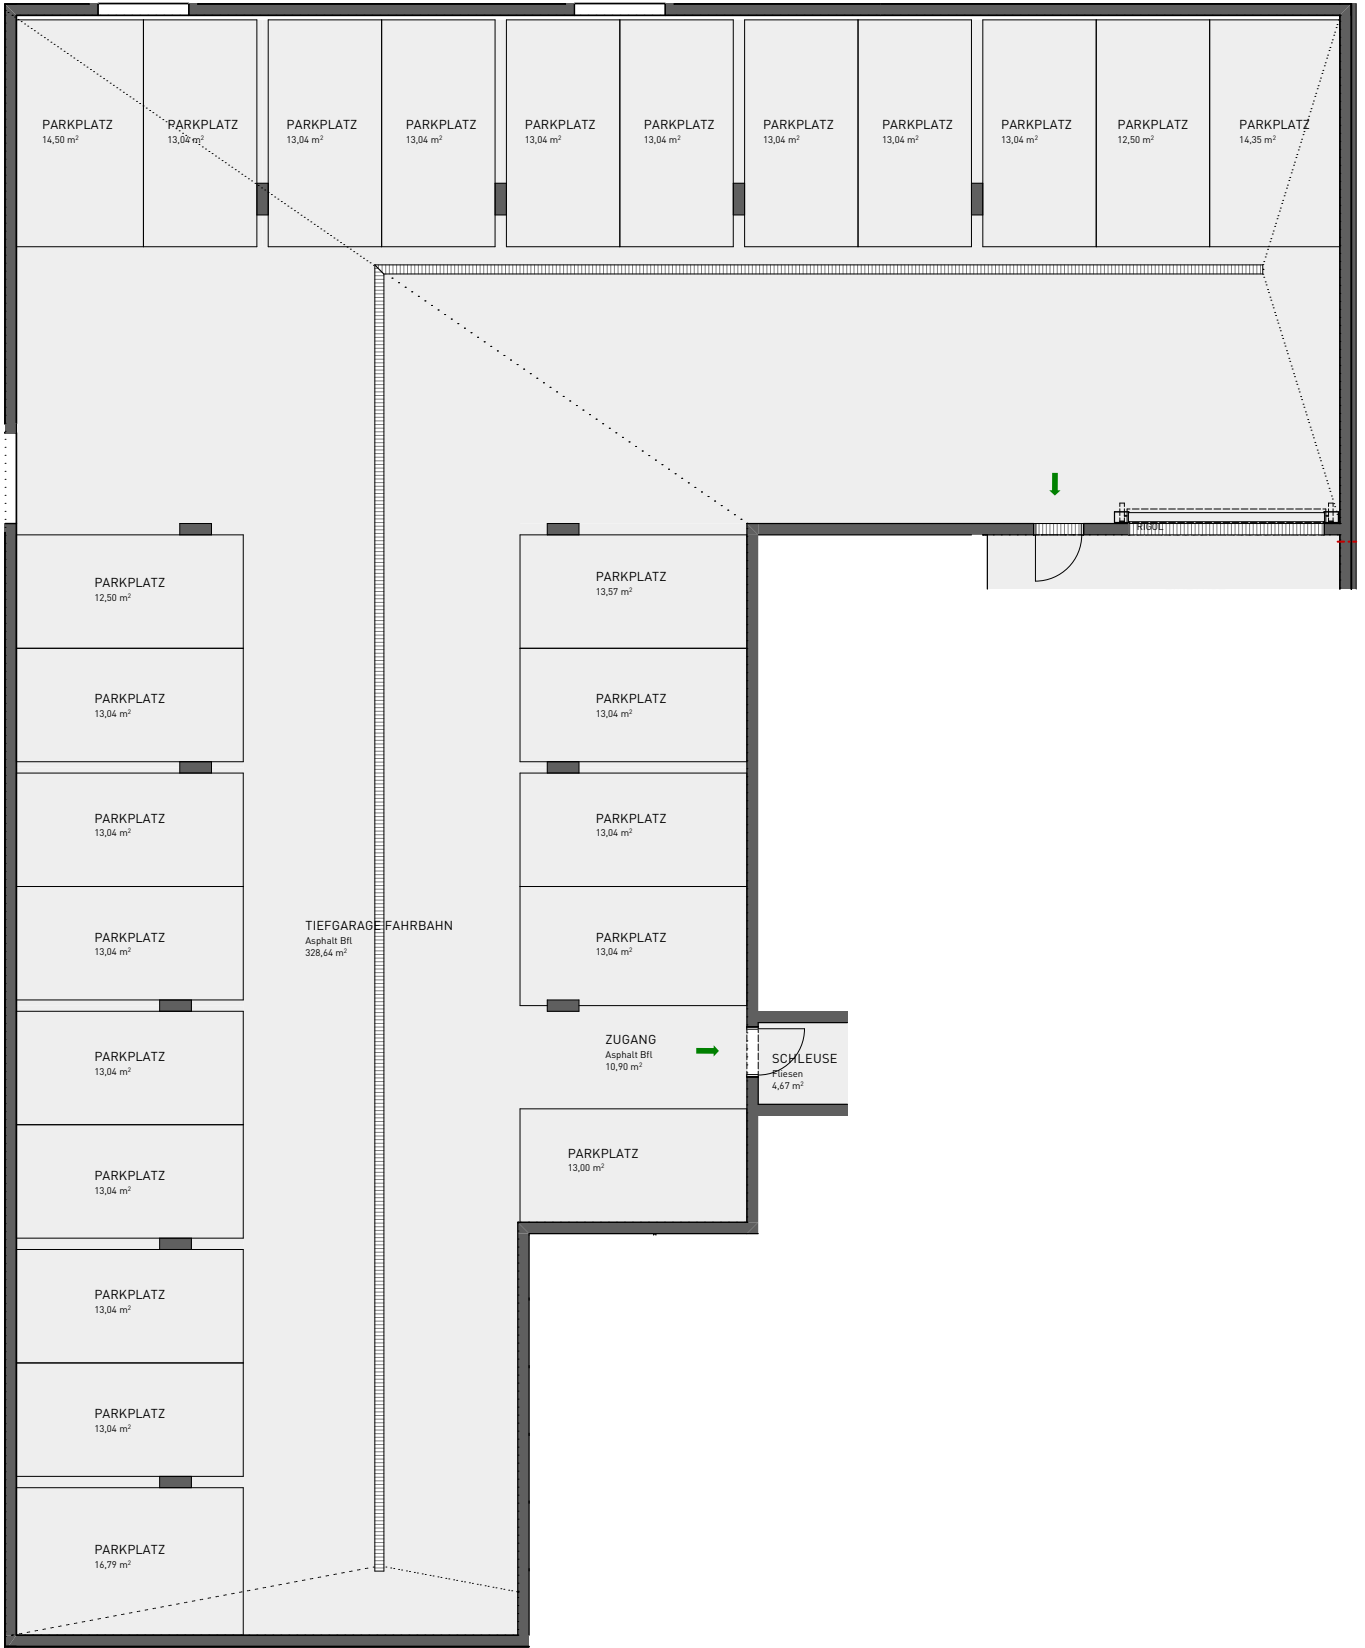 PARKPLATZ
14,50 m²
PARKPLATZ
13,04 m²
PARKPLATZ
13,04 m²
PARKPLATZ
13,04 m²
PARKPLATZ
13,04 m²
PARKPLATZ
13,04 m²
PARKPLATZ
13,04 m²
PARKPLATZ
13,04 m²
PARKPLATZ
13,04 m²
PARKPLATZ
12,50 m²
PARKPLATZ
14,35 m²
RIGOL
PARKPLATZ
12,50 m²
PARKPLATZ
13,57 m²
PARKPLATZ
13,04 m²
PARKPLATZ
13,04 m²
PARKPLATZ
13,04 m²
PARKPLATZ
13,04 m²
PARKPLATZ
13,04 m²
PARKPLATZ
13,04 m²
TIEFGARAGE FAHRBAHN
Asphalt Bfl
328,64 m²
PARKPLATZ
13,04 m²
ZUGANG
Asphalt Bfl
10,90 m²
SCHLEUSE
Fliesen
4,67 m²
PARKPLATZ
13,04 m²
PARKPLATZ
13,00 m²
PARKPLATZ
13,04 m²
PARKPLATZ
13,04 m²
PARKPLATZ
16,79 m²